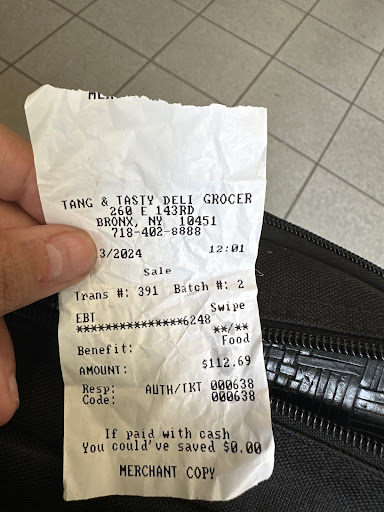 TANG & TASTY DELI GROCER
260 E 143RD
BRONX, NY 10451
718-402-8888
3/2024 12:01
Sale
Trans #: 391 Batch #: 2
EBT Swipe
**************6248
**/**
Benefit: Food
AMOUNT: $112.69
Resp: AUTH/TKT 000638
Code: 000638
If paid with cash
You could've saved $0.00
MERCHANT COPY